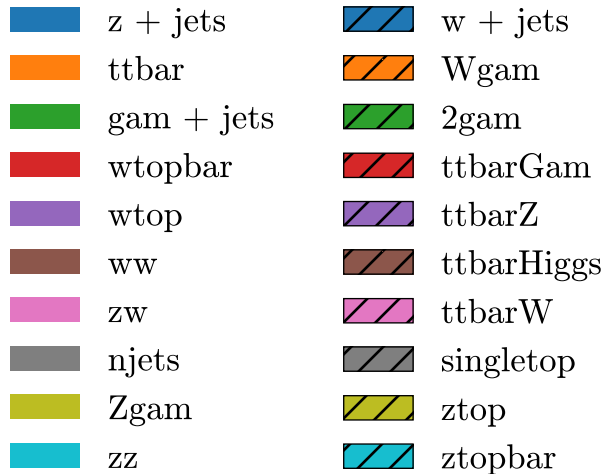 z + jets
ttbar
gam + jets
wtopbar
wtop
ww
zw
njets
Zgam
zz
w + jets
Wgam
2gam
ttbarGam
ttbarZ
ttbarHiggs
ttbarW
singletop
ztop
ztopbar